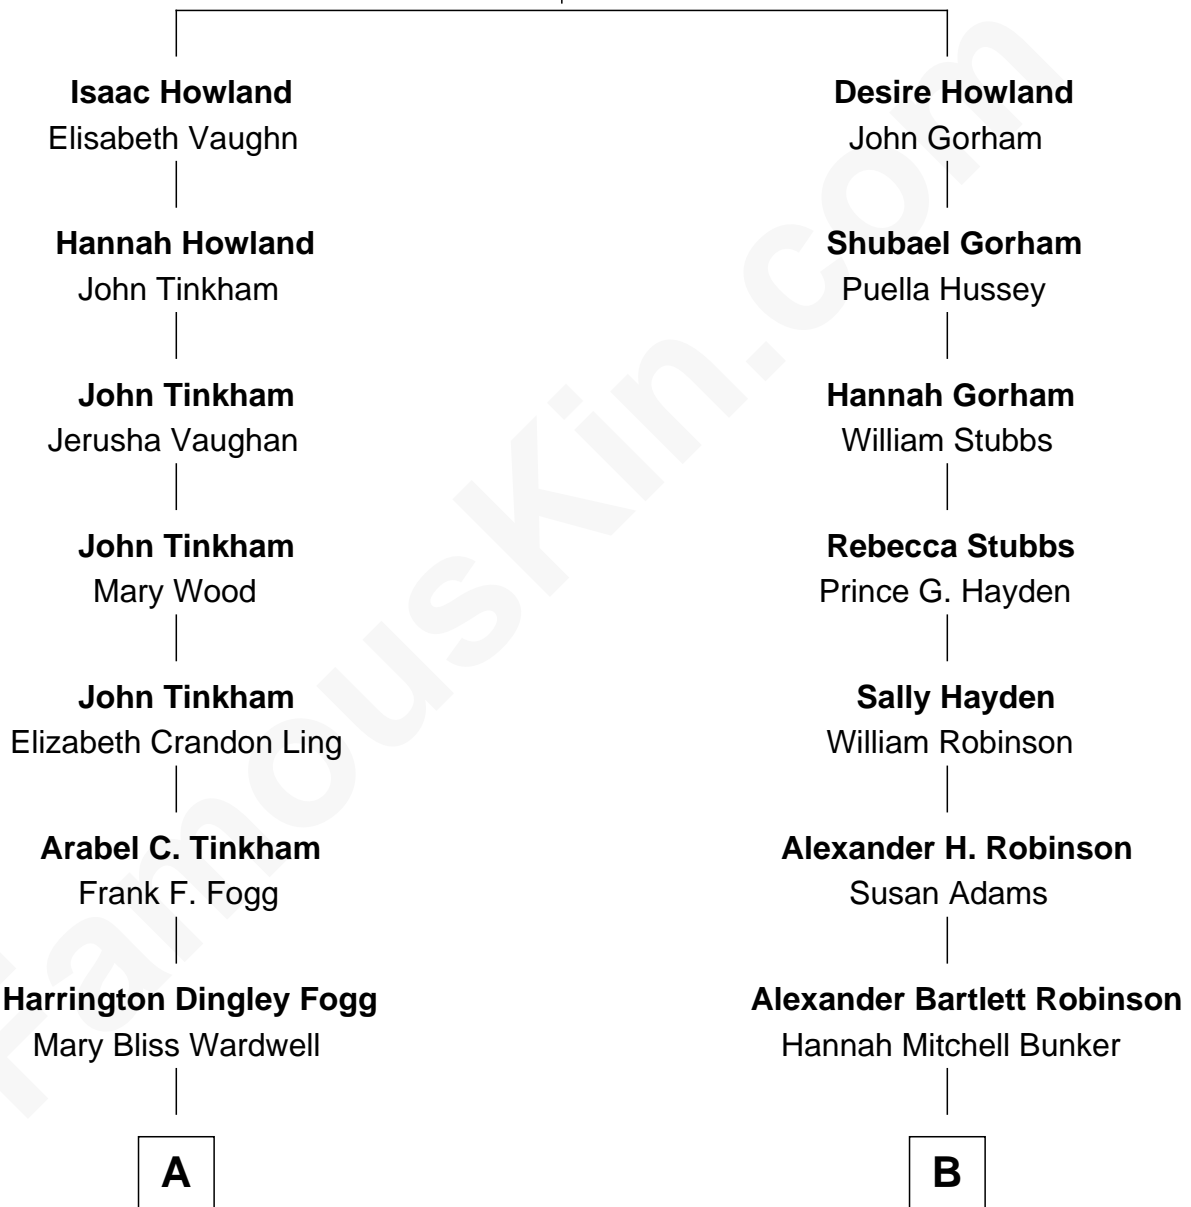 Isaac Howland
Elisabeth Vaughn
Hannah Howland
John Tinkham
John Tinkham
Jerusha Vaughan
John Tinkham
Mary Wood
John Tinkham
Elizabeth Crandon Ling
Arabel C. Tinkham
Frank F. Fogg
Harrington Dingley Fogg
Mary Bliss Wardwell
A
Desire Howland
John Gorham
Shubael Gorham
Puella Hussey
Hannah Gorham
William Stubbs
Rebecca Stubbs
Prince G. Hayden
Sally Hayden
William Robinson
Alexander H. Robinson
Susan Adams
Alexander Bartlett Robinson
Hannah Mitchell Bunker
B
FamousKin.com